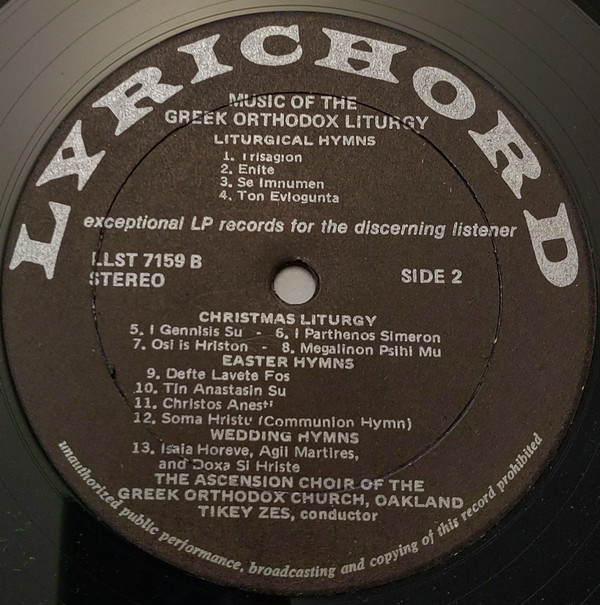 LYRICHORD
MUSIC OF THE
GREEK ORTHODOX LITURGY
LITURGICAL HYMNS
1. Trisagion
2. Enite
3. Se Imnumen
4. Ton Evlogunta
exceptional LP records for the discerning listener
LLST 7159 B
STEREO
SIDE 2
CHRISTMAS LITURGY
5. I Gennisis Su - 6. I Parthenos Simeron
7. Osi is Hriston - 8. Megalinon Psihi Mu
EASTER HYMNS
9. Defte Lavete Fos
10. Tin Anastasin Su
11. Christos Anesti
12. Soma Hristu (Communion Hymn)
WEDDING HYMNS
13. Isaia Horeve, Agii Martires,
and Doxa Si Hriste
THE ASCENSION CHOIR OF THE
GREEK ORTHODOX CHURCH, OAKLAND
TIKEY ZES, conductor
unauthorized public performance, broadcasting and copying of this record prohibited